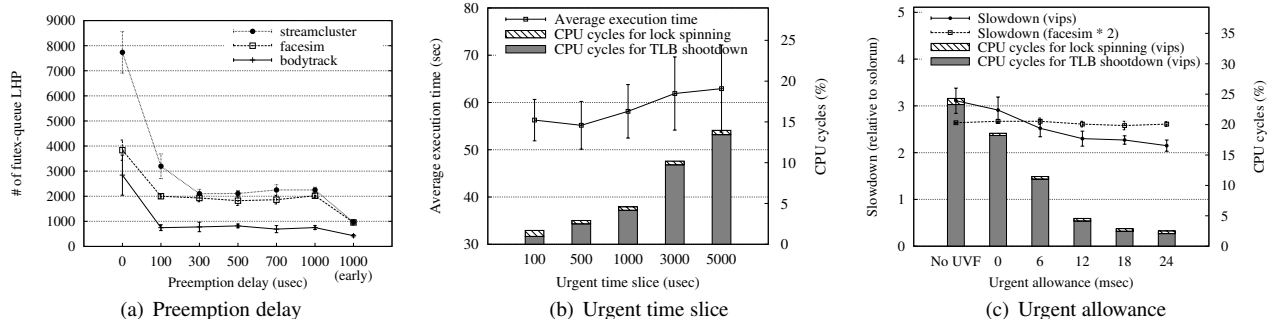 9000
8000
7000
6000
5000
4000
3000
2000
1000
0
# of futex-queue LHP
streamcluster
facesim
bodytrack
0 100 300 500 700 1000 1000
(early)
Preemption delay (usec)
(a) Preemption delay
80
70
60
50
40
30
Average execution time (sec)
Average execution time
CPU cycles for lock spinning
CPU cycles for TLB shootdown
25
20
15
10
5
0
CPU cycles (%)
100 500 1000 3000 5000
Urgent time slice (usec)
(b) Urgent time slice
5
4
3
2
1
0
Slowdown (relative to solorun)
Slowdown (vips)
Slowdown (facesim * 2)
CPU cycles for lock spinning (vips)
CPU cycles for TLB shootdown (vips)
35
30
25
20
15
10
5
0
CPU cycles (%)
No UVF 0 6 12 18 24
Urgent allowance (msec)
(c) Urgent allowance